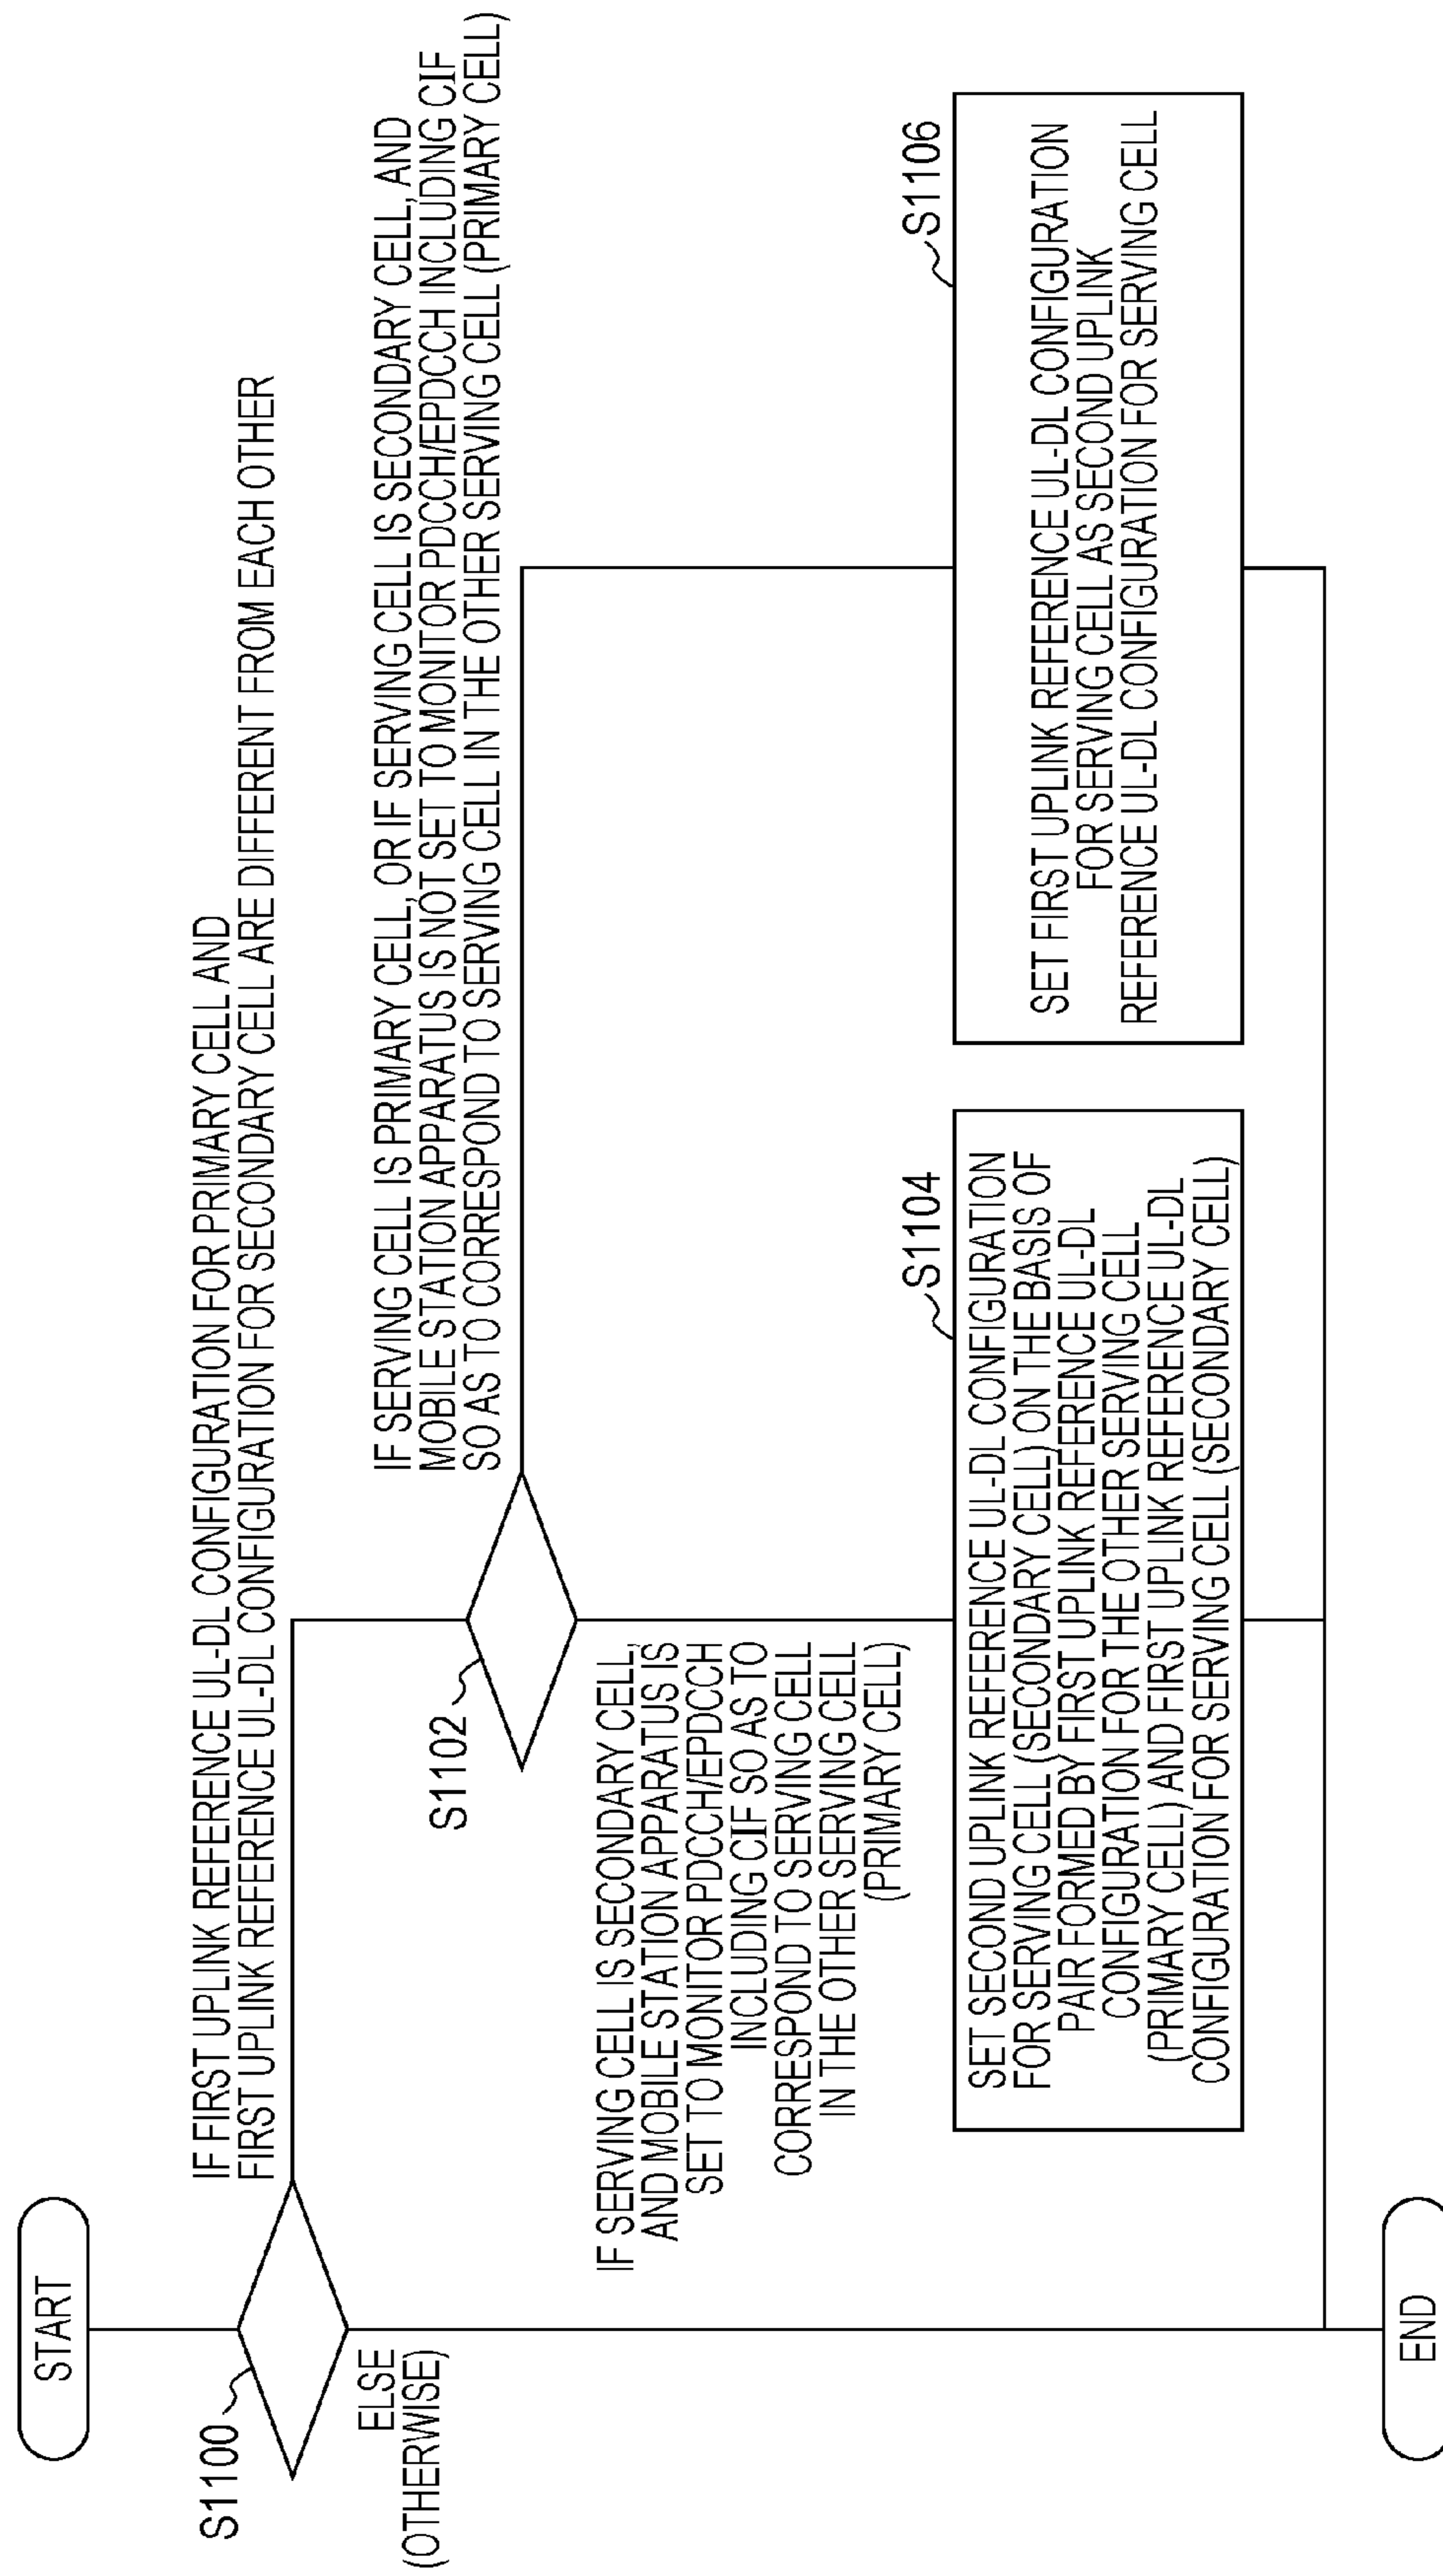 START
S1100
IF FIRST UPLINK REFERENCE UL-DL CONFIGURATION FOR PRIMARY CELL AND
FIRST UPLINK REFERENCE UL-DL CONFIGURATION FOR SECONDARY CELL ARE DIFFERENT FROM EACH OTHER
ELSE
(OTHERWISE)
S1102
IF SERVING CELL IS PRIMARY CELL, OR IF SERVING CELL IS SECONDARY CELL, AND
MOBILE STATION APPARATUS IS NOT SET TO MONITOR PDCCH/EPDCCH INCLUDING CIF
SO AS TO CORRESPOND TO SERVING CELL IN THE OTHER SERVING CELL (PRIMARY CELL)
IF SERVING CELL IS SECONDARY CELL,
AND MOBILE STATION APPARATUS IS
SET TO MONITOR PDCCH/EPDCCH
INCLUDING CIF SO AS TO
CORRESPOND TO SERVING CELL
IN THE OTHER SERVING CELL
(PRIMARY CELL)
S1104
SET SECOND UPLINK REFERENCE UL-DL CONFIGURATION
FOR SERVING CELL (SECONDARY CELL) ON THE BASIS OF
PAIR FORMED BY FIRST UPLINK REFERENCE UL-DL
CONFIGURATION FOR THE OTHER SERVING CELL
(PRIMARY CELL) AND FIRST UPLINK REFERENCE UL-DL
CONFIGURATION FOR SERVING CELL (SECONDARY CELL)
S1106
SET FIRST UPLINK REFERENCE UL-DL CONFIGURATION
FOR SERVING CELL AS SECOND UPLINK
REFERENCE UL-DL CONFIGURATION FOR SERVING CELL
END